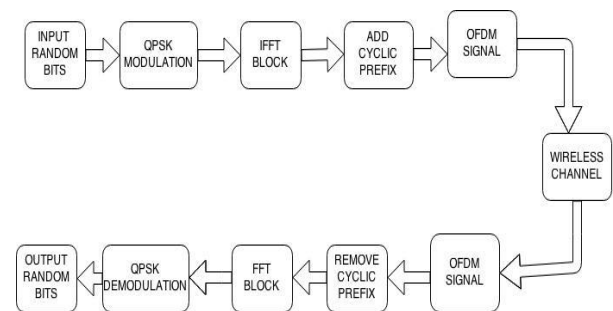 INPUT
RANDOM
BITS
QPSK
MODULATION
IFFT
BLOCK
ADD
CYCLIC
PREFIX
OFDM
SIGNAL
WIRELESS
CHANNEL
OFDM
SIGNAL
REMOVE
CYCLIC
PREFIX
FFT
BLOCK
QPSK
DEMODULATION
OUTPUT
RANDOM
BITS